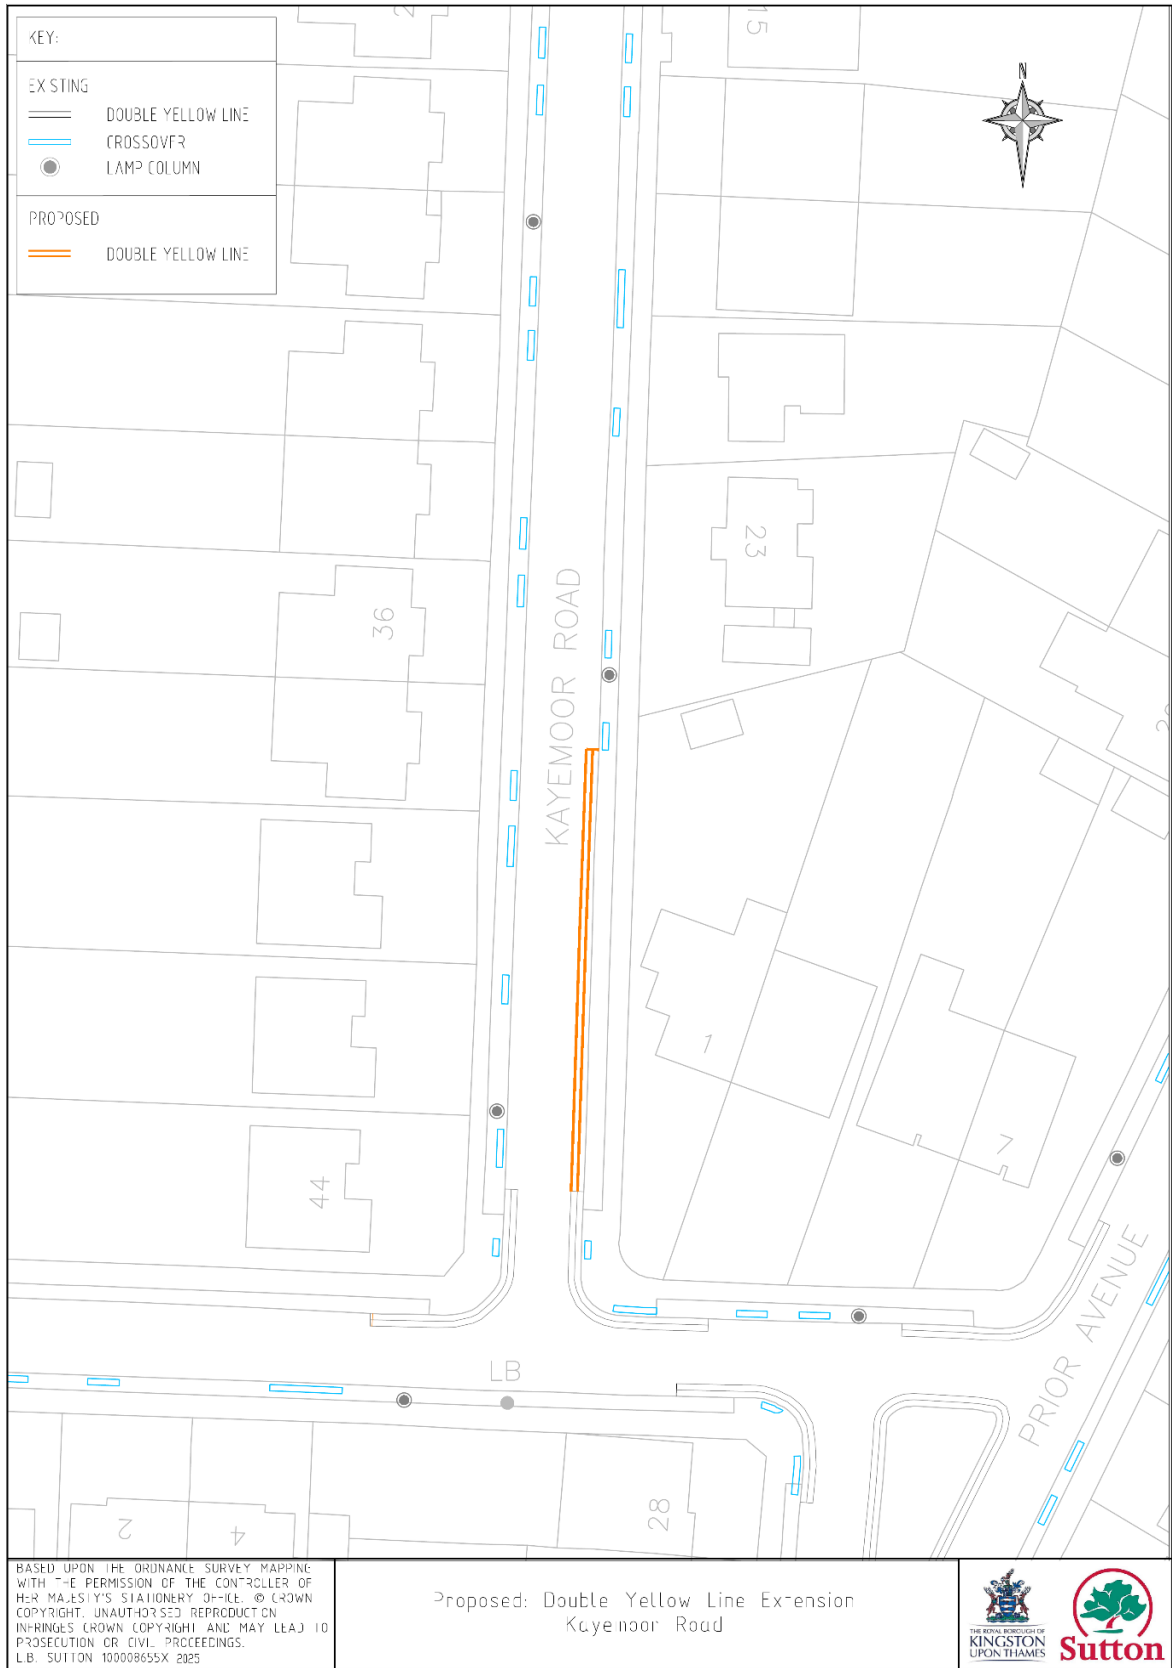 KEY:
EXISTING
DOUBLE YELLOW LINE
CROSSOVER
LAMP COLUMN
PROPOSED
DOUBLE YELLOW LINE
N
15
23
36
KAYEMOOR ROAD
1
7
44
PRIOR AVENUE
LB
28
2
4
BASED UPON THE ORDNANCE SURVEY MAPPING
WITH THE PERMISSION OF THE CONTROLLER OF
HER MAJESTY'S STATIONERY OFFICE. © CROWN
COPYRIGHT. UNAUTHORISED REPRODUCTION
INFRINGES CROWN COPYRIGHT AND MAY LEAD TO
PROSECUTION OR CIVIL PROCEEDINGS.
L.B. SUTTON 100008655X 2025
Proposed: Double Yellow Line Extension
Kayemoor Road
THE ROYAL BOROUGH OF
KINGSTON
UPON THAMES
Sutton